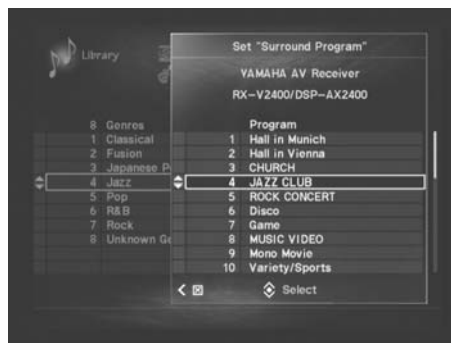 Library
8 Genres
1 Classical
2 Fusion
3 Japanese P
4 Jazz
5 Pop
6 R&B
7 Rock
8 Unknown Ge
Set "Surround Program"
YAMAHA AV Receiver
RX-V2400/DSP-AX2400
Program
1 Hall in Munich
2 Hall in Vienna
3 CHURCH
4 JAZZ CLUB
5 ROCK CONCERT
6 Disco
7 Game
8 MUSIC VIDEO
9 Mono Movie
10 Variety/Sports
Select